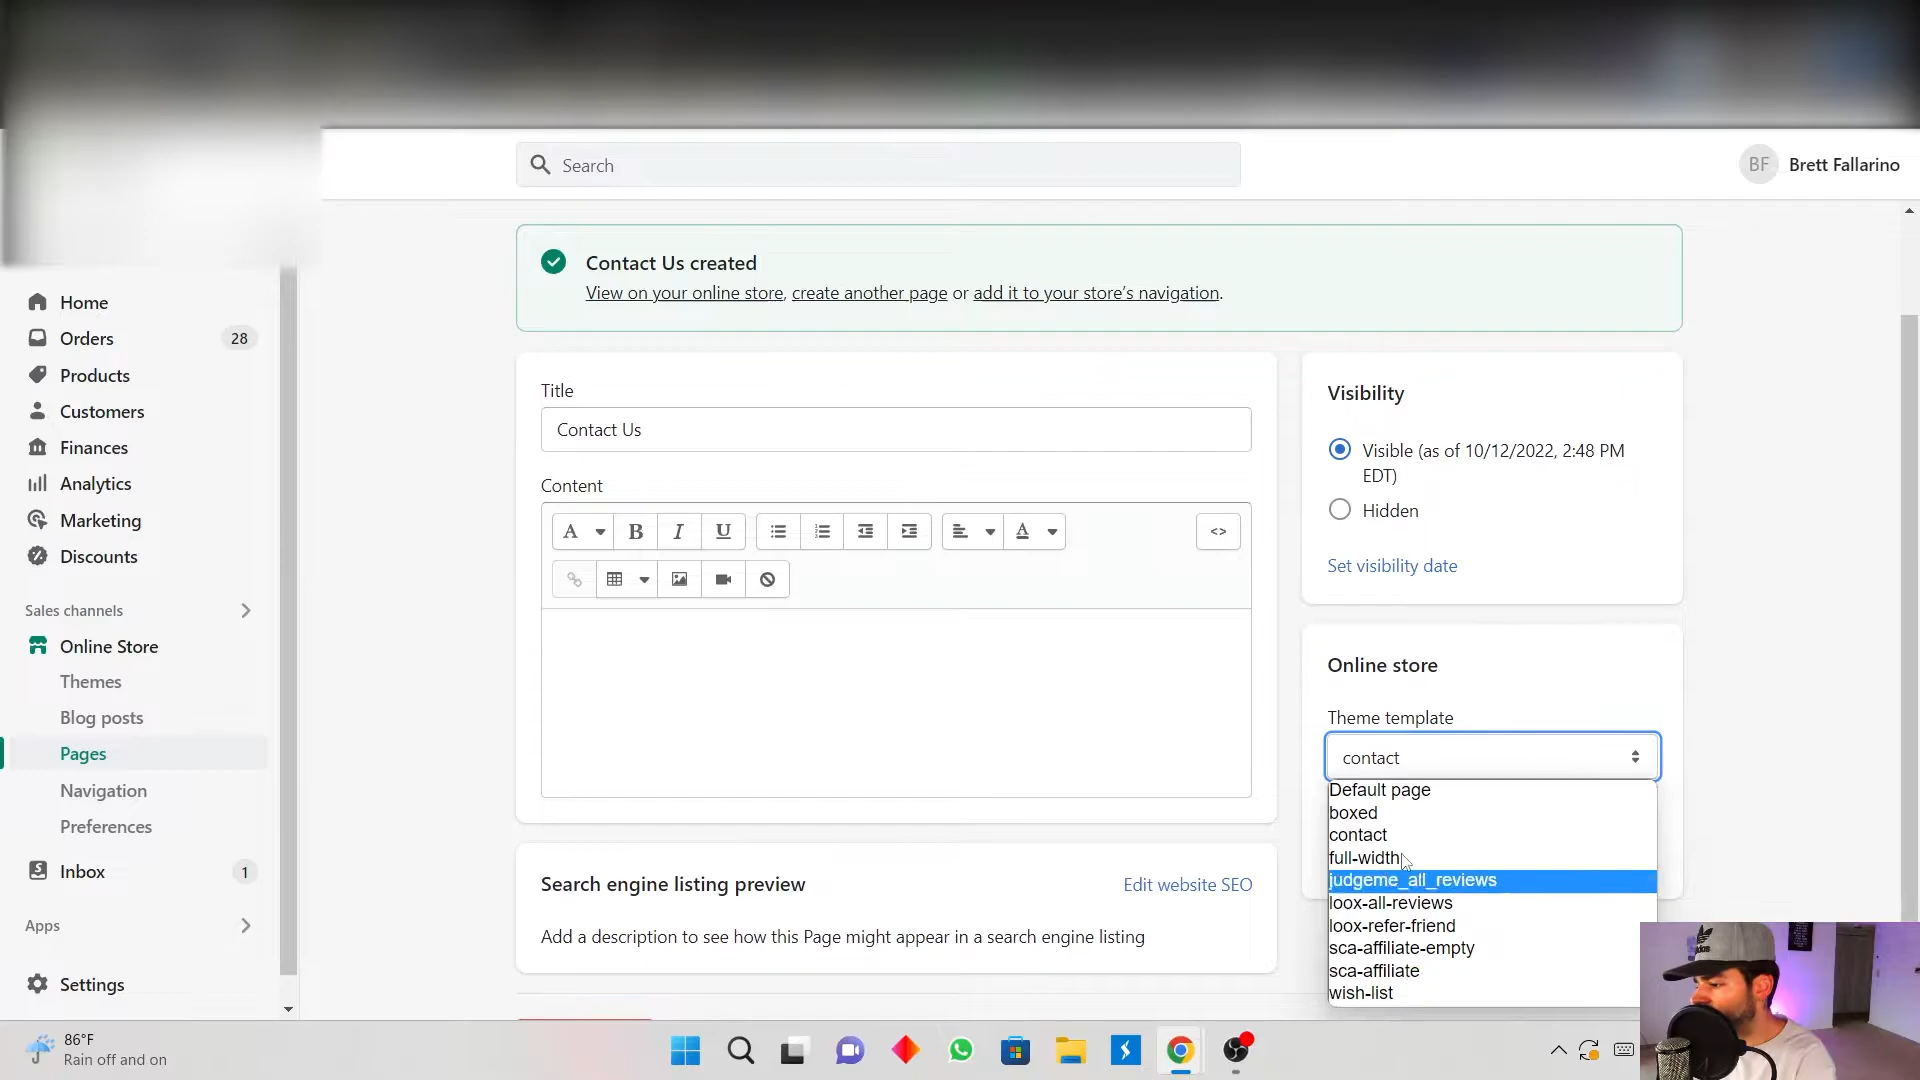 Search
BF
Brett Fallarino
Contact Us created
View on your online store, create another page or add it to your store's navigation.
Home
Orders
28
Products
Customers
Finances
Analytics
Marketing
Discounts
Sales channels
Online Store
Themes
Blog posts
Pages
Navigation
Preferences
Inbox
1
Apps
Settings
Title
Contact Us
Content
A
B
I
U
A
<>
Search engine listing preview
Edit website SEO
Add a description to see how this Page might appear in a search engine listing
Visibility
Visible (as of 10/12/2022, 2:48 PM
EDT)
Hidden
Set visibility date
Online store
Theme template
contact
Default page
boxed
contact
full-width
judgeme_all_reviews
loox-all-reviews
loox-refer-friend
sca-affiliate-empty
sca-affiliate
wish-list
86°F
Rain off and on
adidas